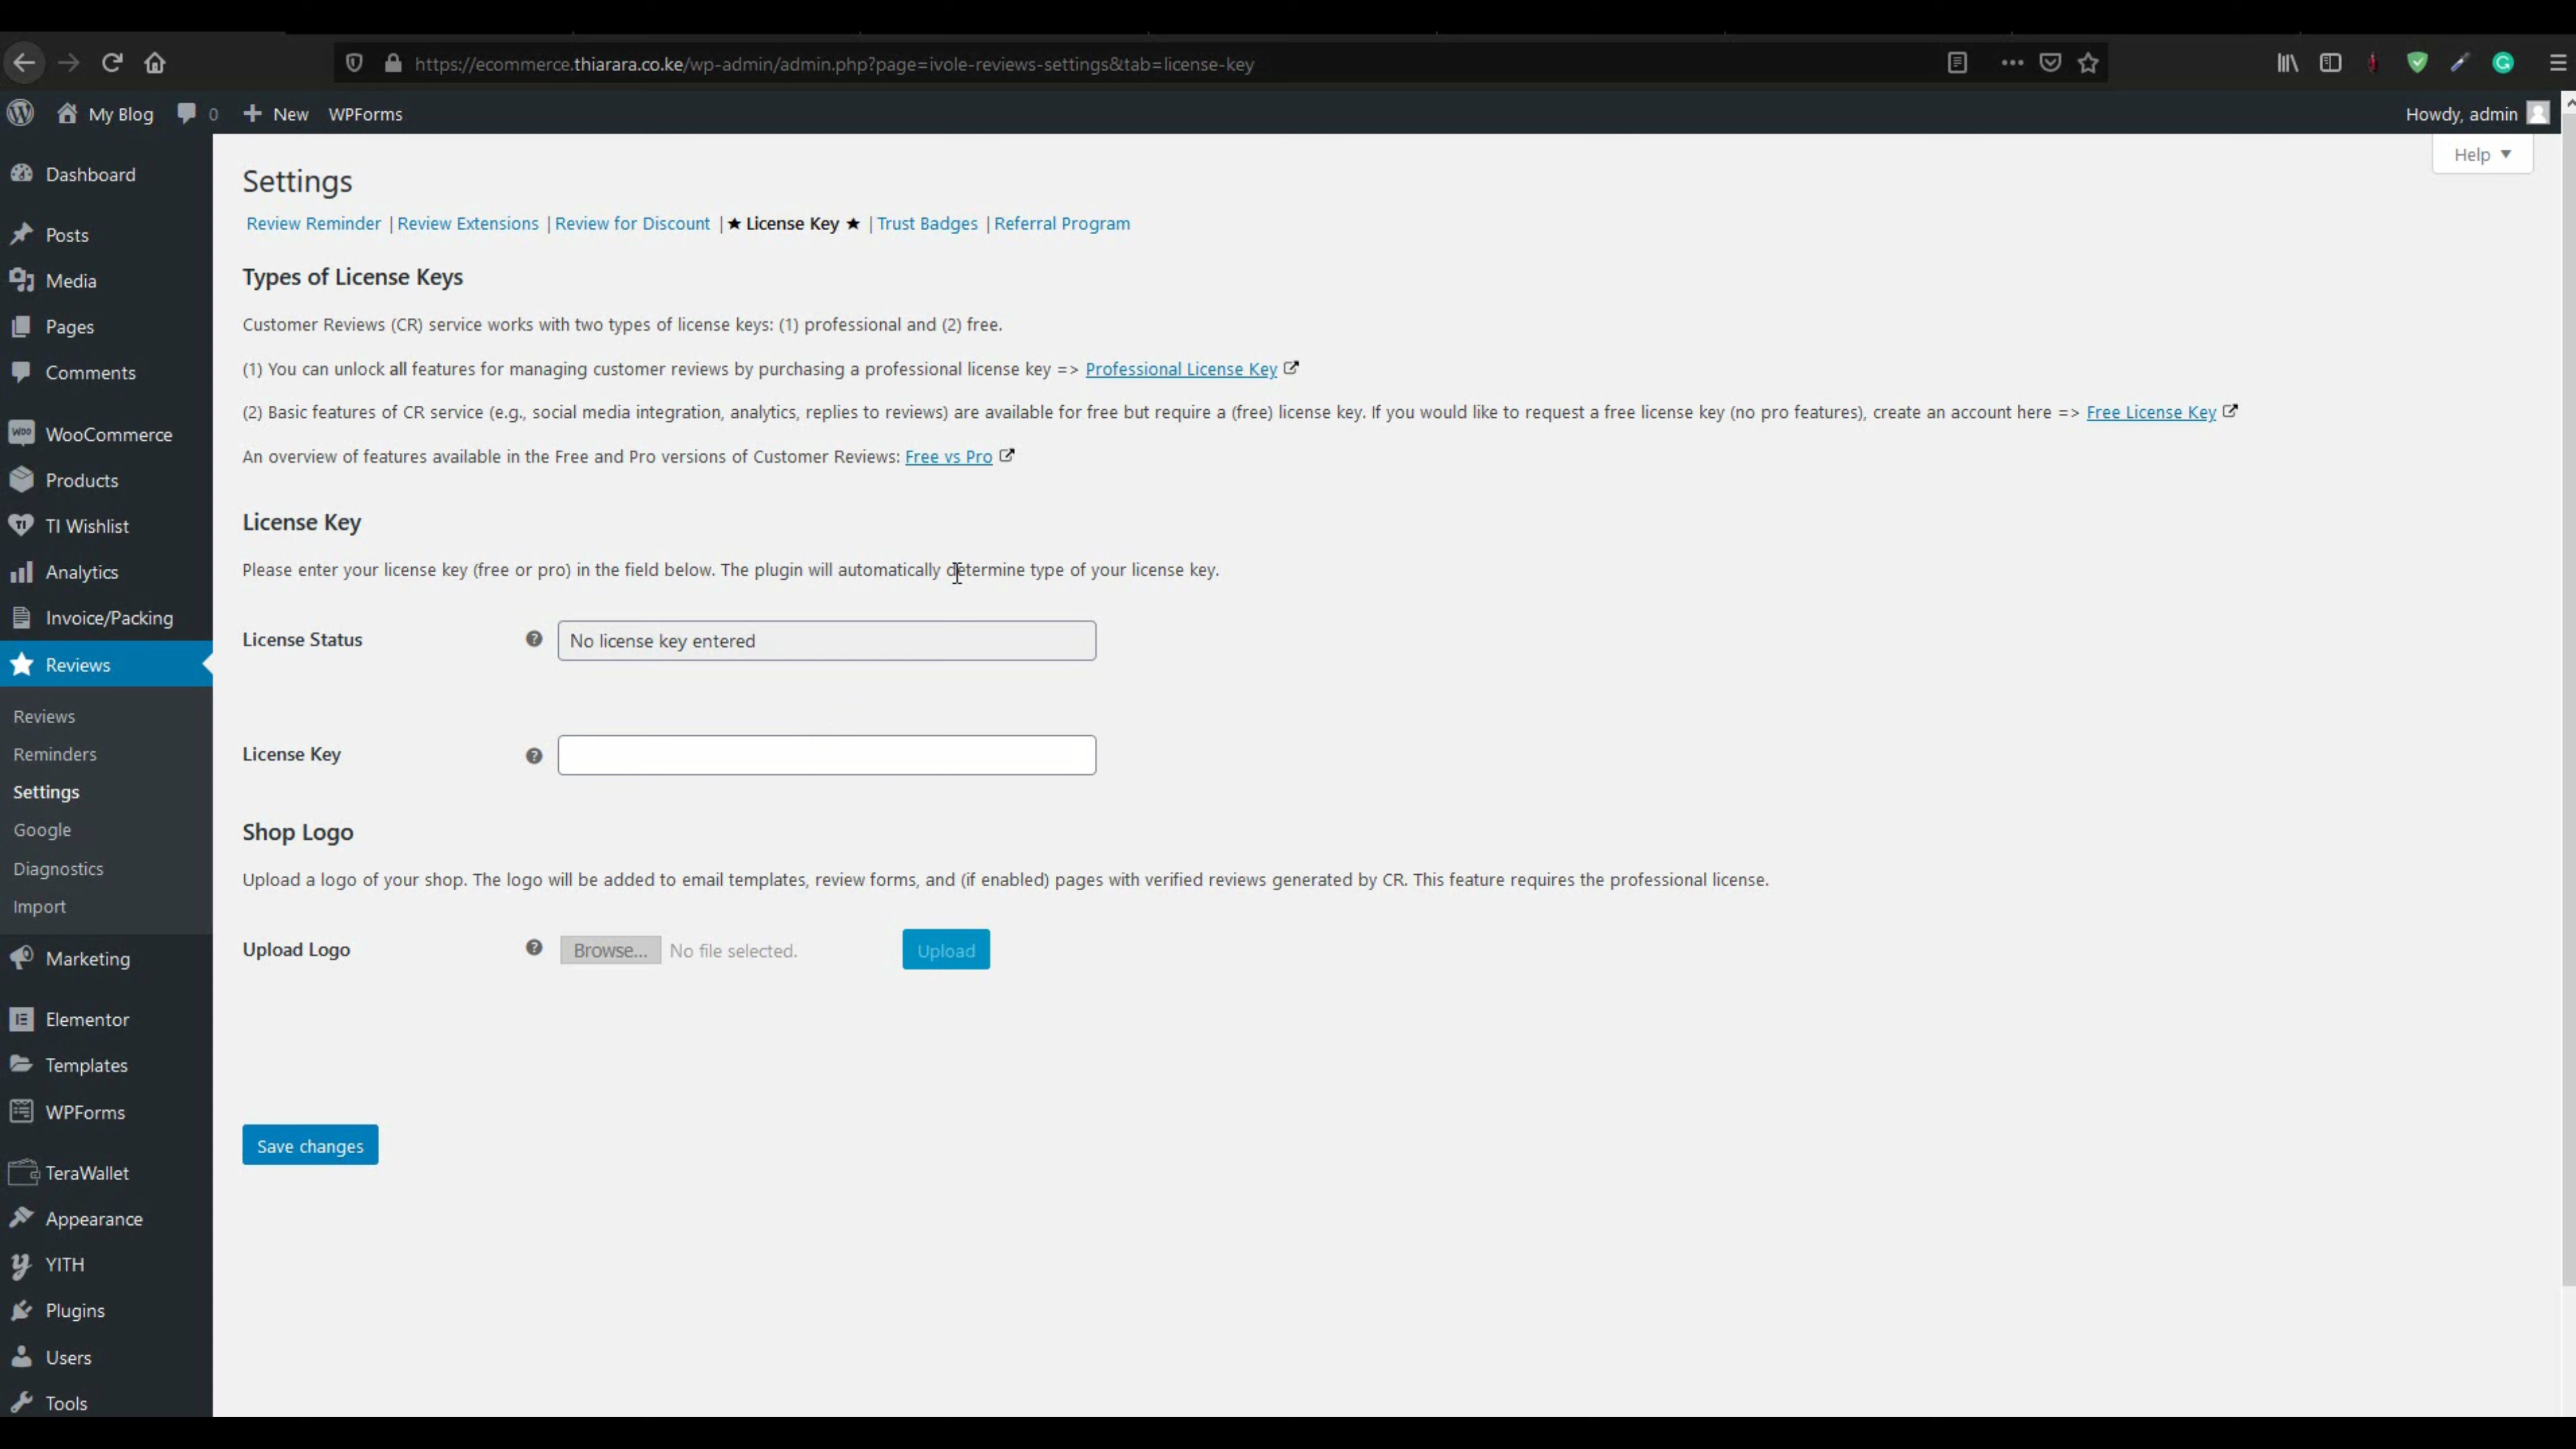 https://ecommerce.thiarara.co.ke/wp-admin/admin.php?page=ivole-reviews-settings&tab=license-key
My Blog 0 New WPForms Howdy, admin
Help
Dashboard
Posts
Media
Pages
Comments
WooCommerce
Products
TI Wishlist
Analytics
Invoice/Packing
Reviews
Reviews
Reminders
Settings
Google
Diagnostics
Import
Marketing
Elementor
Templates
WPForms
TeraWallet
Appearance
YITH
Plugins
Users
Tools
Settings
Review Reminder | Review Extensions | Review for Discount | ★ License Key ★ | Trust Badges | Referral Program
Types of License Keys
Customer Reviews (CR) service works with two types of license keys: (1) professional and (2) free.
(1) You can unlock all features for managing customer reviews by purchasing a professional license key => Professional License Key
(2) Basic features of CR service (e.g., social media integration, analytics, replies to reviews) are available for free but require a (free) license key. If you would like to request a free license key (no pro features), create an account here => Free License Key
An overview of features available in the Free and Pro versions of Customer Reviews: Free vs Pro
License Key
Please enter your license key (free or pro) in the field below. The plugin will automatically determine type of your license key.
License Status No license key entered
License Key
Shop Logo
Upload a logo of your shop. The logo will be added to email templates, review forms, and (if enabled) pages with verified reviews generated by CR. This feature requires the professional license.
Upload Logo Browse... No file selected. Upload
Save changes